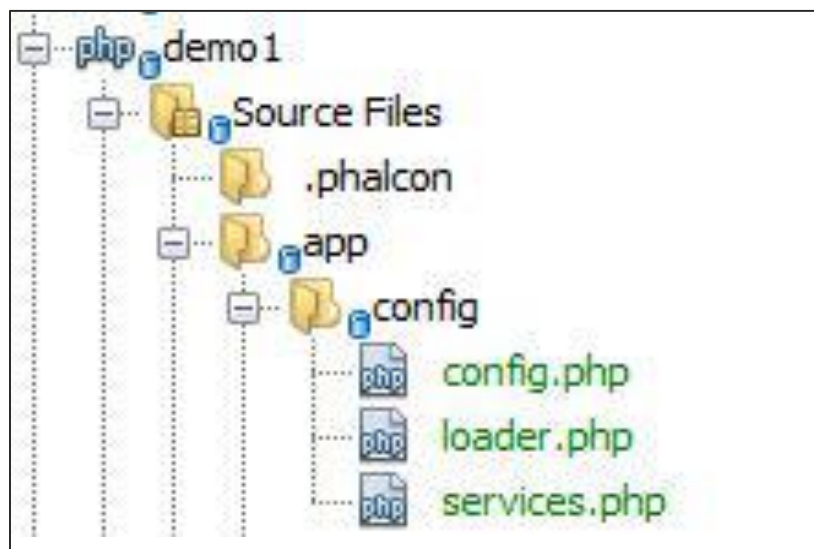 php demo1
Source Files
.phalcon
app
config
php config.php
php loader.php
php services.php